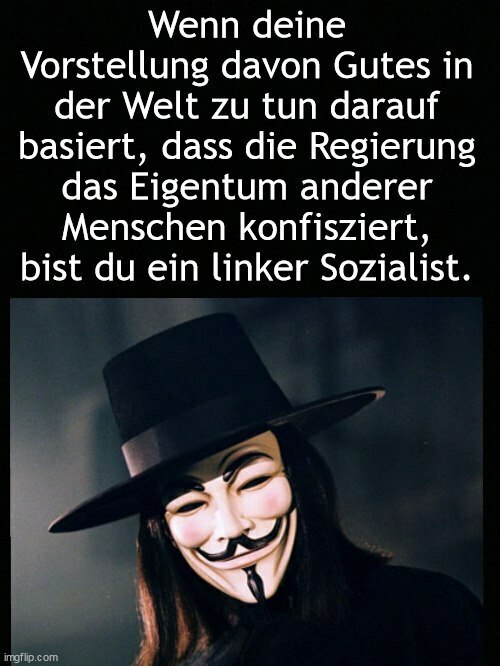 Wenn deine
Vorstellung davon Gutes in
der Welt zu tun darauf
basiert, dass die Regierung
das Eigentum anderer
Menschen konfisziert,
bist du ein linker Sozialist.
imgflip.com